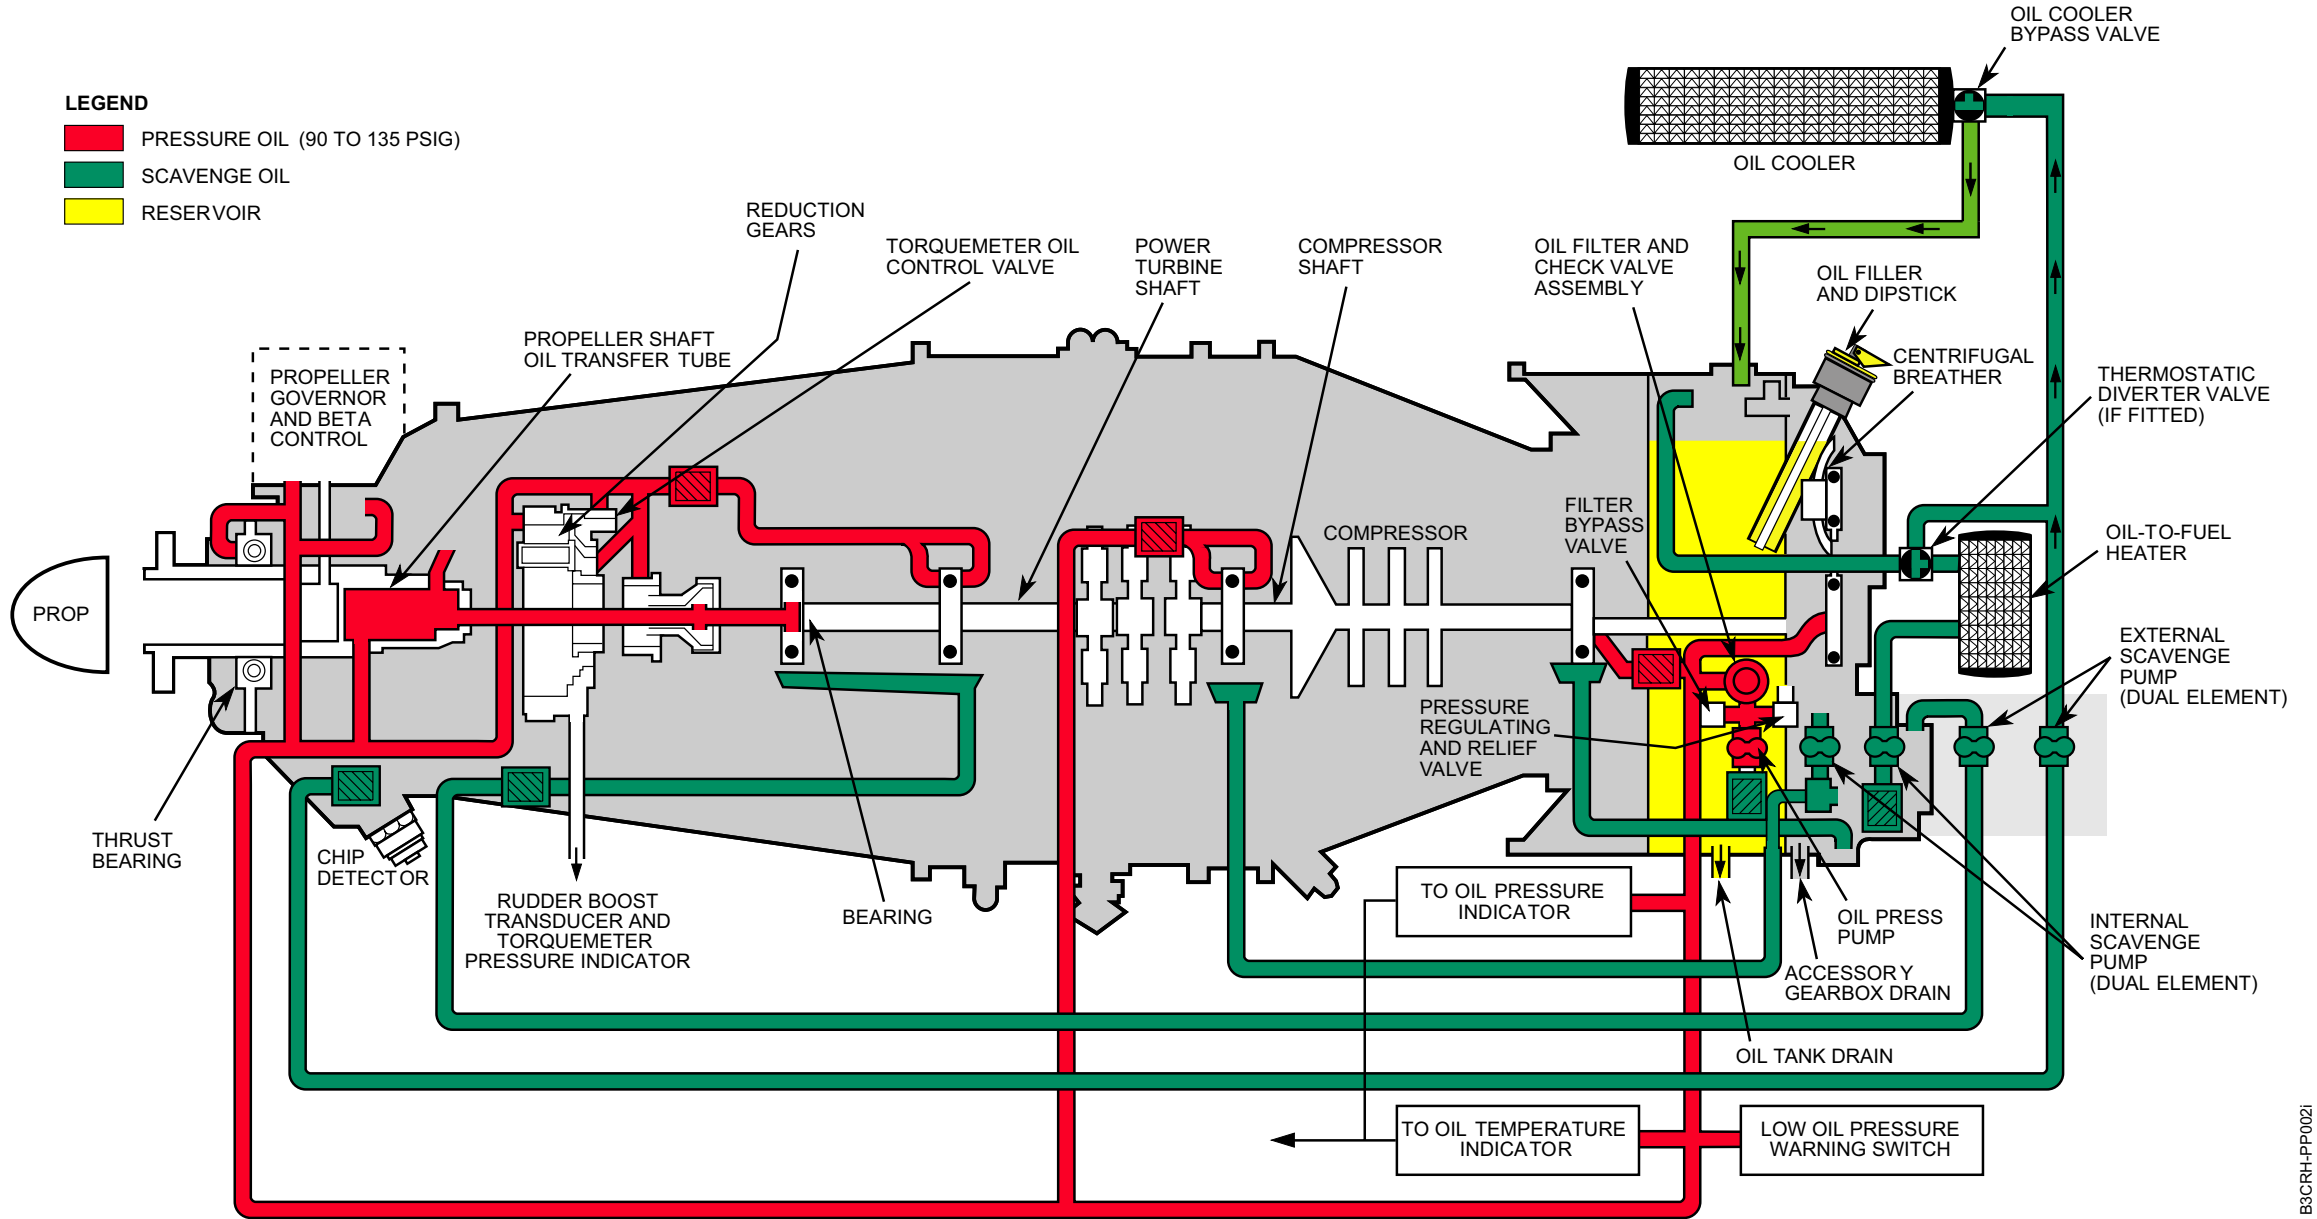 OIL COOLER
BYPASS VALVE
LEGEND
PRESSURE OIL (90 TO 135 PSIG)
SCAVENGE OIL
RESERVOIR
OIL COOLER
REDUCTION
GEARS
TORQUEMETER OIL
CONTROL VALVE
POWER
TURBINE
SHAFT
COMPRESSOR
SHAFT
OIL FILTER AND
CHECK VALVE
ASSEMBLY
OIL FILLER
AND DIPSTICK
PROPELLER SHAFT
OIL TRANSFER TUBE
CENTRIFUGAL
BREATHER
THERMOSTATIC
DIVERTER VALVE
(IF FITTED)
PROPELLER
GOVERNOR
AND BETA
CONTROL
FILTER
BYPASS
VALVE
COMPRESSOR
OIL-TO-FUEL
HEATER
PROP
EXTERNAL
SCAVENGE
PUMP
(DUAL ELEMENT)
PRESSURE
REGULATING
AND RELIEF
VALVE
THRUST
BEARING
CHIP
DETECTOR
RUDDER BOOST
TRANSDUCER AND
TORQUEMETER
PRESSURE INDICATOR
BEARING
TO OIL PRESSURE
INDICATOR
OIL PRESS
PUMP
INTERNAL
SCAVENGE
PUMP
(DUAL ELEMENT)
ACCESSORY
GEARBOX DRAIN
OIL TANK DRAIN
TO OIL TEMPERATURE
INDICATOR
LOW OIL PRESSURE
WARNING SWITCH
B3CRH-PP002i